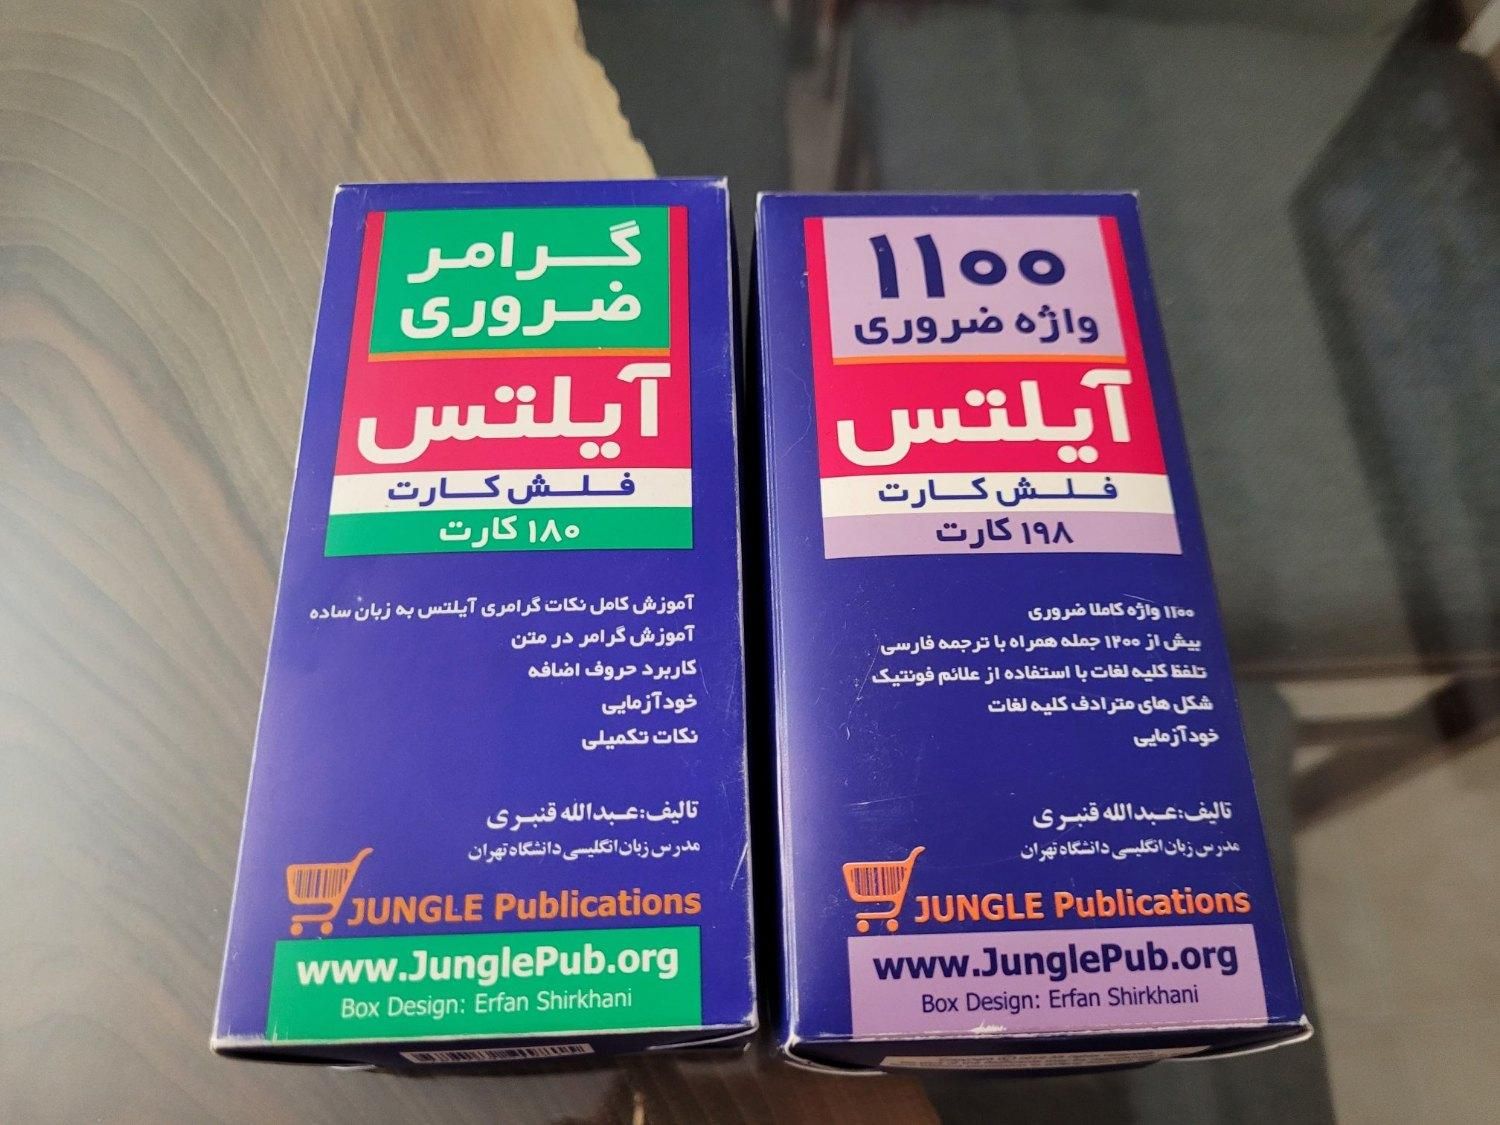 گرامر
ضروری
آیلتس
فلش کارت
۱۸۰ کارت
آموزش کامل نکات گرامری آیلتس به زبان ساده
آموزش گرامر در متن
کاربرد حروف اضافه
خودآزمایی
نکات تکمیلی
تالیف:عبدالله قنبری
مدرس زبان انگلیسی دانشگاه تهران
JUNGLE Publications
www.JunglePub.org
Box Design: Erfan Shirkhani
۱۱۰۰
واژه ضروری
آیلتس
فلش کارت
۱۹۸ کارت
۱۱۰۰ واژه کاملا ضروری
بیش از ۱۲۰۰ جمله همراه با ترجمه فارسی
تلفظ کلیه لغات با استفاده از علائم فونتیک
شکل های مترادف کلیه لغات
خودآزمایی
تالیف:عبدالله قنبری
مدرس زبان انگلیسی دانشگاه تهران
JUNGLE Publications
www.JunglePub.org
Box Design: Erfan Shirkhani